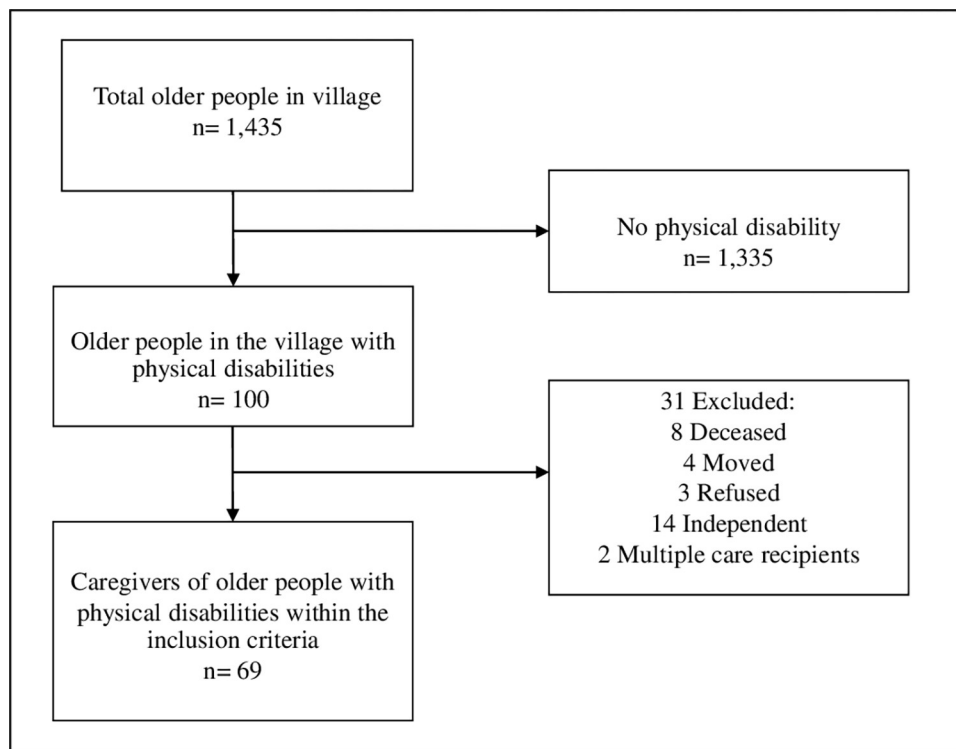 Total older people in village
n= 1,435
No physical disability
n= 1,335
Older people in the village with
physical disabilities
n= 100
31 Excluded:
8 Deceased
4 Moved
3 Refused
14 Independent
2 Multiple care recipients
Caregivers of older people with
physical disabilities within the
inclusion criteria
n= 69